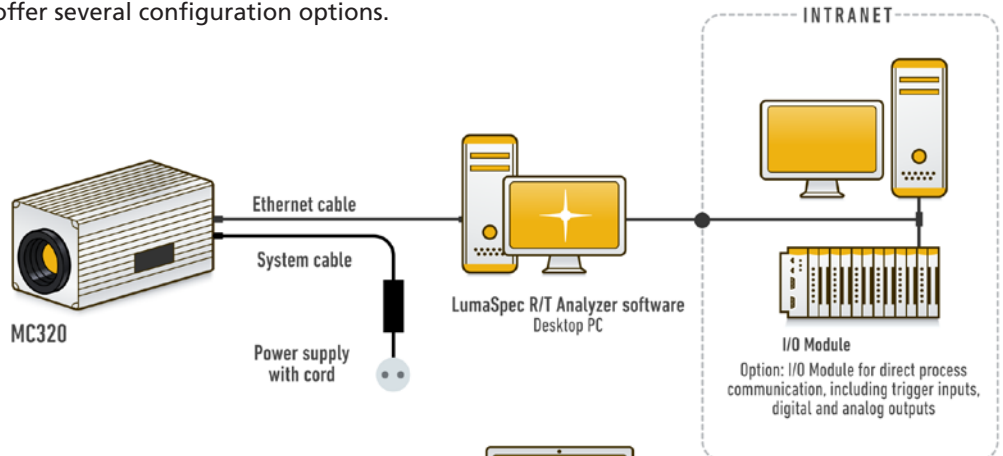 offer several configuration options.
INTRANET
Ethernet cable
System cable
MC320
Power supply
with cord
LumaSpec R/T Analyzer software
Desktop PC
I/O Module
Option: I/O Module for direct process
communication, including trigger inputs,
digital and analog outputs